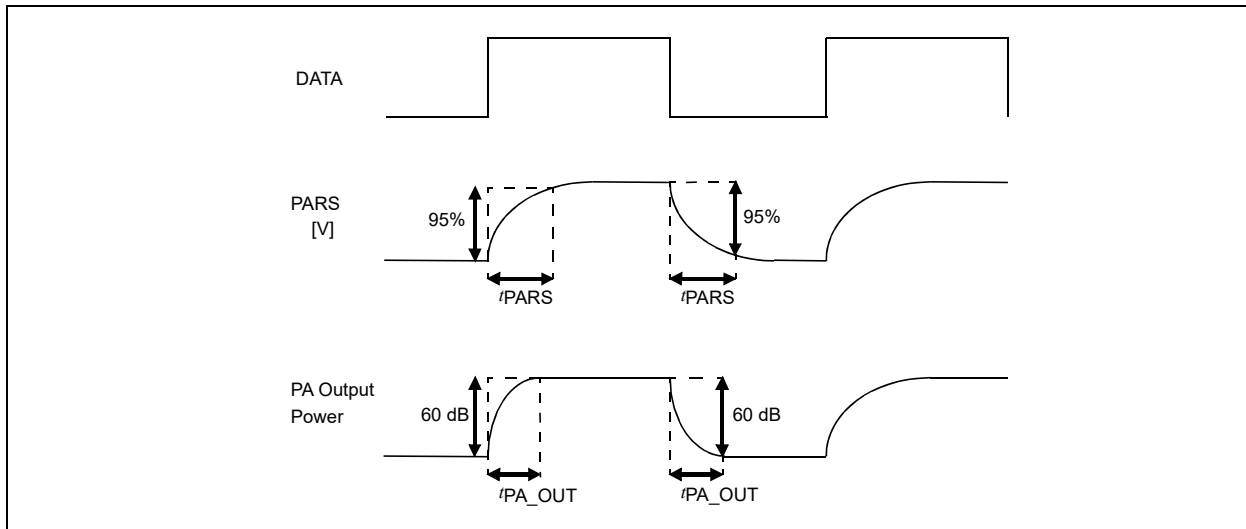 DATA
PARS
[V]
95%
95%
tPARS
tPARS
PA Output
Power
60 dB
60 dB
tPA_OUT
tPA_OUT